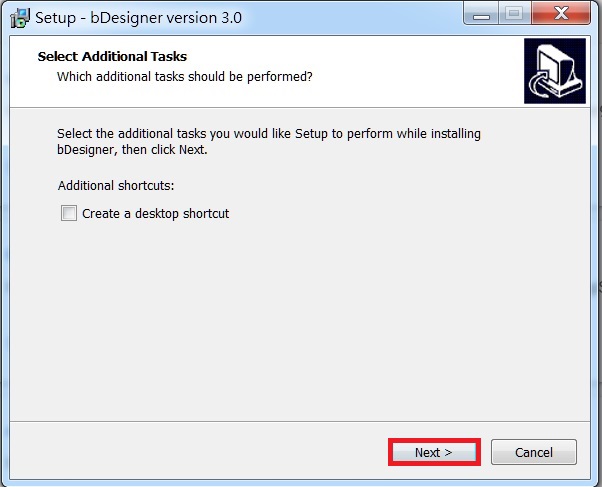 Setup - bDesigner version 3.0
Select Additional Tasks
Which additional tasks should be performed?
Select the additional tasks you would like Setup to perform while installing
bDesigner, then click Next.
Additional shortcuts:
Create a desktop shortcut
Next >
Cancel